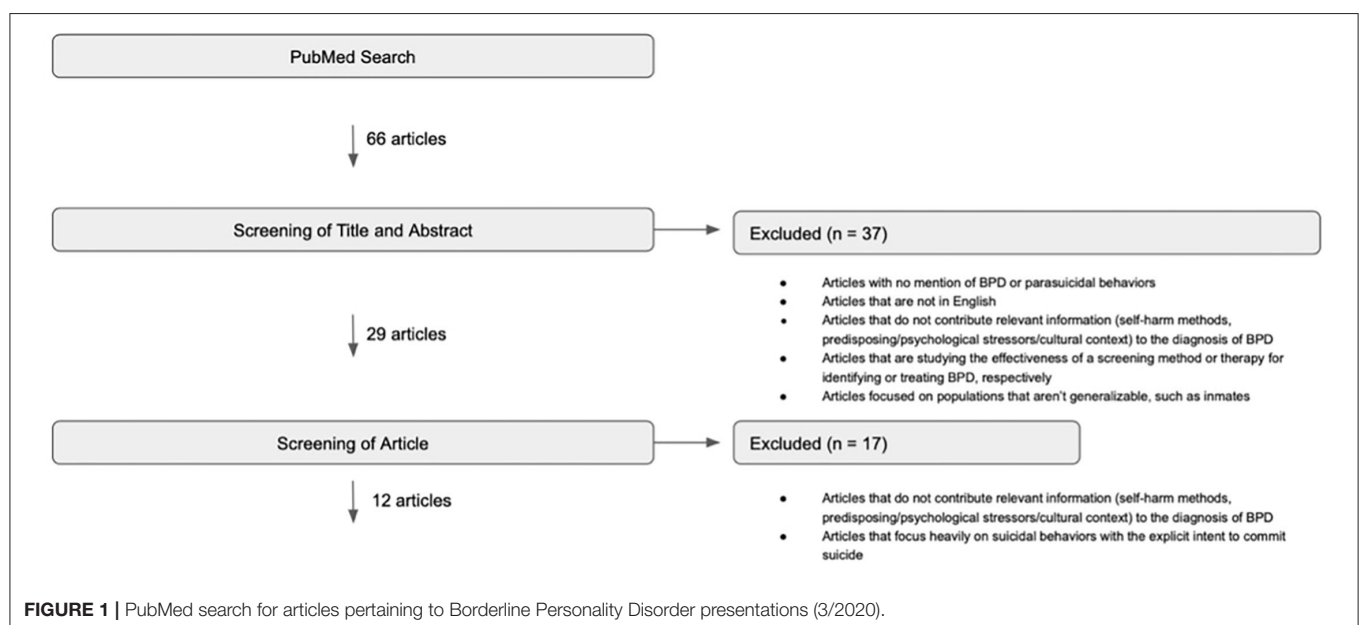 PubMed Search
66 articles
Screening of Title and Abstract
Excluded (n = 37)
● Articles with no mention of BPD or parasuicidal behaviors
● Articles that are not in English
● Articles that do not contribute relevant information (self-harm methods,
predisposing/psychological stressors/cultural context) to the diagnosis of BPD
● Articles that are studying the effectiveness of a screening method or therapy for
identifying or treating BPD, respectively
● Articles focused on populations that aren't generalizable, such as inmates
29 articles
Screening of Article
Excluded (n = 17)
● Articles that do not contribute relevant information (self-harm methods,
predisposing/psychological stressors/cultural context) to the diagnosis of BPD
● Articles that focus heavily on suicidal behaviors with the explicit intent to commit
suicide
12 articles
FIGURE 1 | PubMed search for articles pertaining to Borderline Personality Disorder presentations (3/2020).